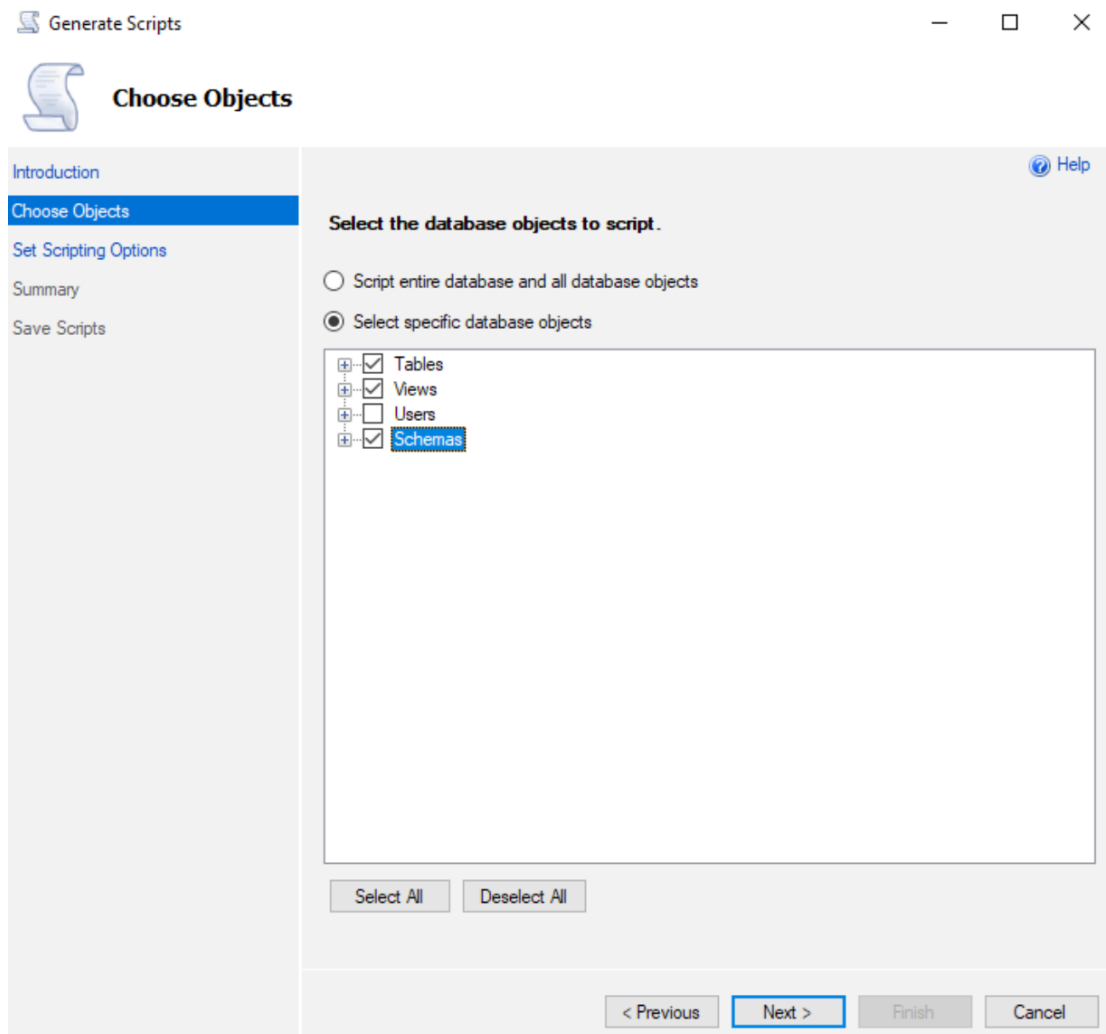 Generate Scripts
Choose Objects
Help
Introduction
Choose Objects
Set Scripting Options
Summary
Save Scripts
Select the database objects to script.
Script entire database and all database objects
Select specific database objects
Tables
Views
Users
Schemas
Select All Deselect All
< Previous Next > Finish Cancel